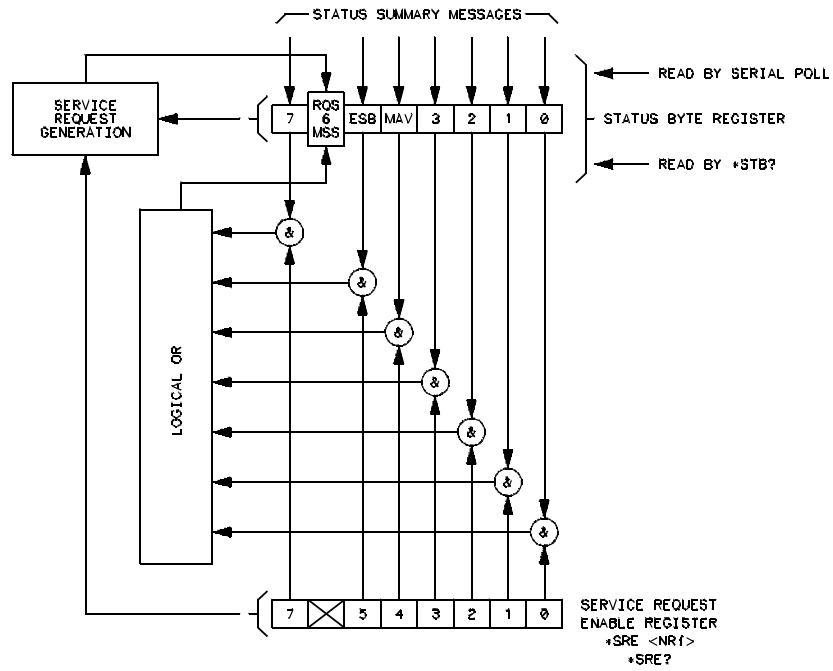 STATUS SUMMARY MESSAGES
READ BY SERIAL POLL
SERVICE
REQUEST
GENERATION
7
RQS
6
MSS
ESB
MAV
3
2
1
0
STATUS BYTE REGISTER
READ BY *STB?
&
&
&
&
&
&
&
LOGICAL OR
7
5
4
3
2
1
0
SERVICE REQUEST
ENABLE REGISTER
*SRE <NRf>
*SRE?